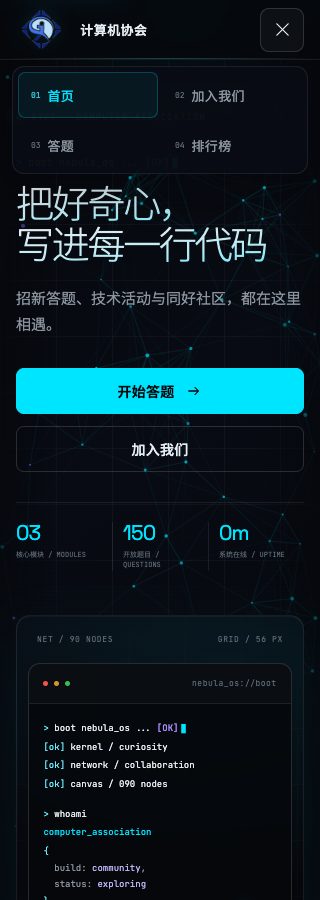 计算机协会
01 首页
02 加入我们
03 答题
04 排行榜
> boot nebula_os ... [OK]
把好奇心，
写进每一行代码
招新答题、技术活动与同好社区，都在这里
相遇。
开始答题 →
加入我们
03
核心模块 / MODULES
150
开放题目 /
QUESTIONS
0m
系统在线 / UPTIME
NET / 90 NODES
GRID / 56 PX
nebula_os://boot
> boot nebula_os ... [OK]
[ok] kernel / curiosity
[ok] network / collaboration
[ok] canvas / 090 nodes
> whoami
computer_association
{
build: community,
status: exploring
}